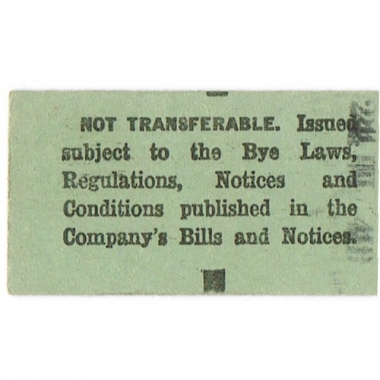 NOT TRANSFERABLE. Issued
subject to the Bye Laws,
Regulations, Notices and
Conditions published in the
Company's Bills and Notices.